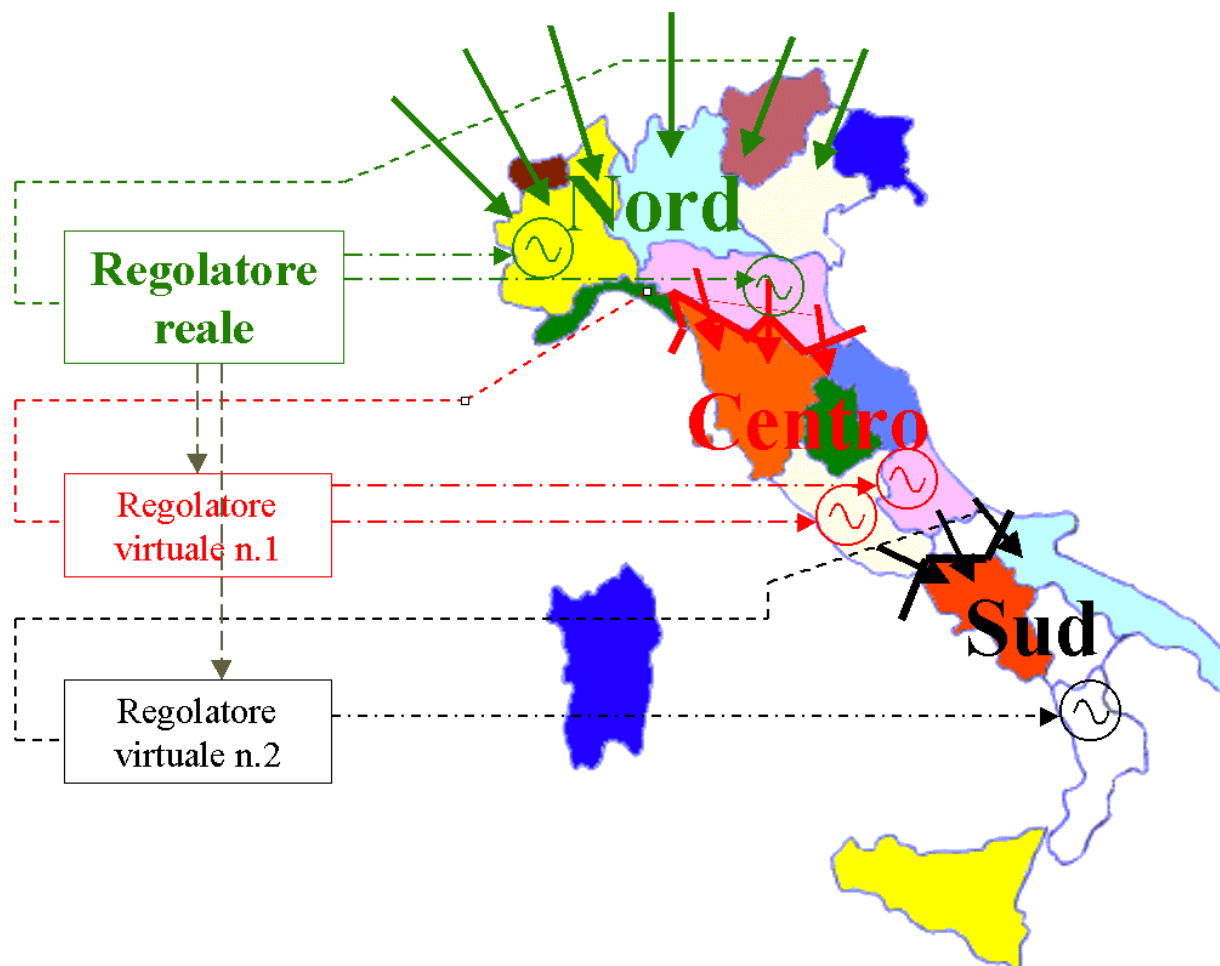 Nord
Regolatore
reale
Centro
Regolatore
virtuale n.1
Sud
Regolatore
virtuale n.2